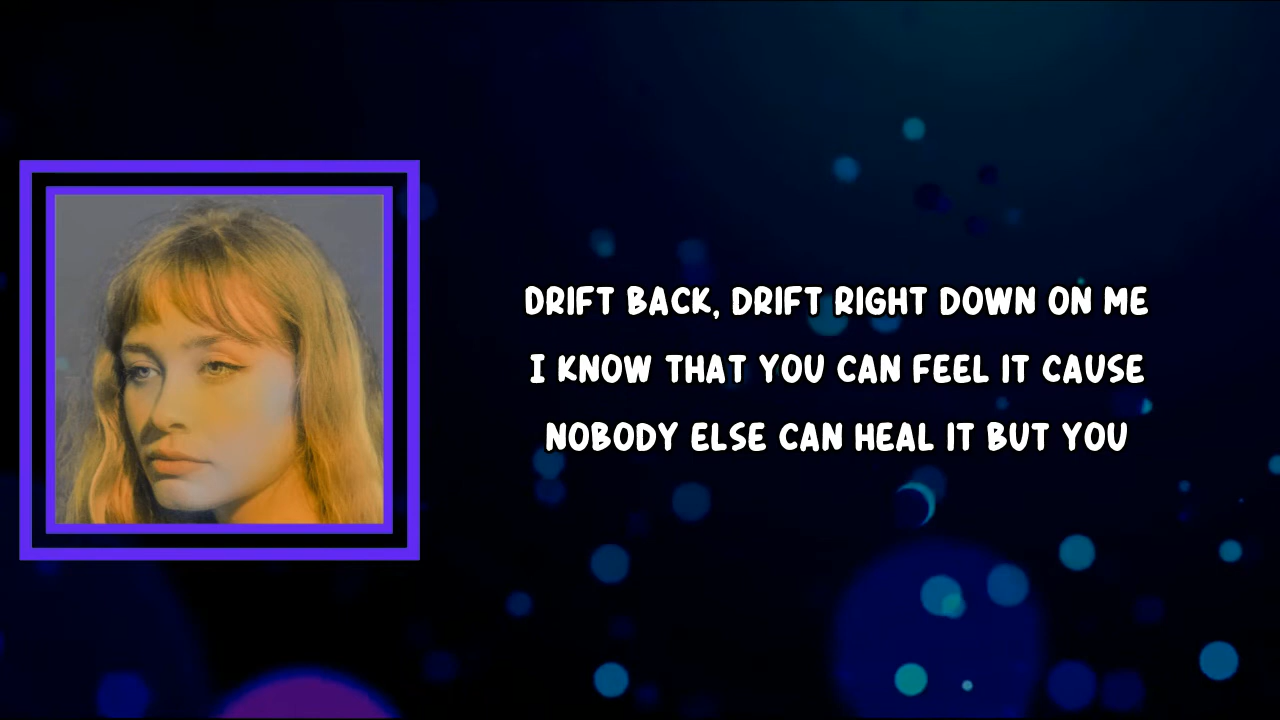 DRIFT BACK, DRIFT RIGHT DOWN ON ME
I KNOW THAT YOU CAN FEEL IT CAUSE
NOBODY ELSE CAN HEAL IT BUT YOU